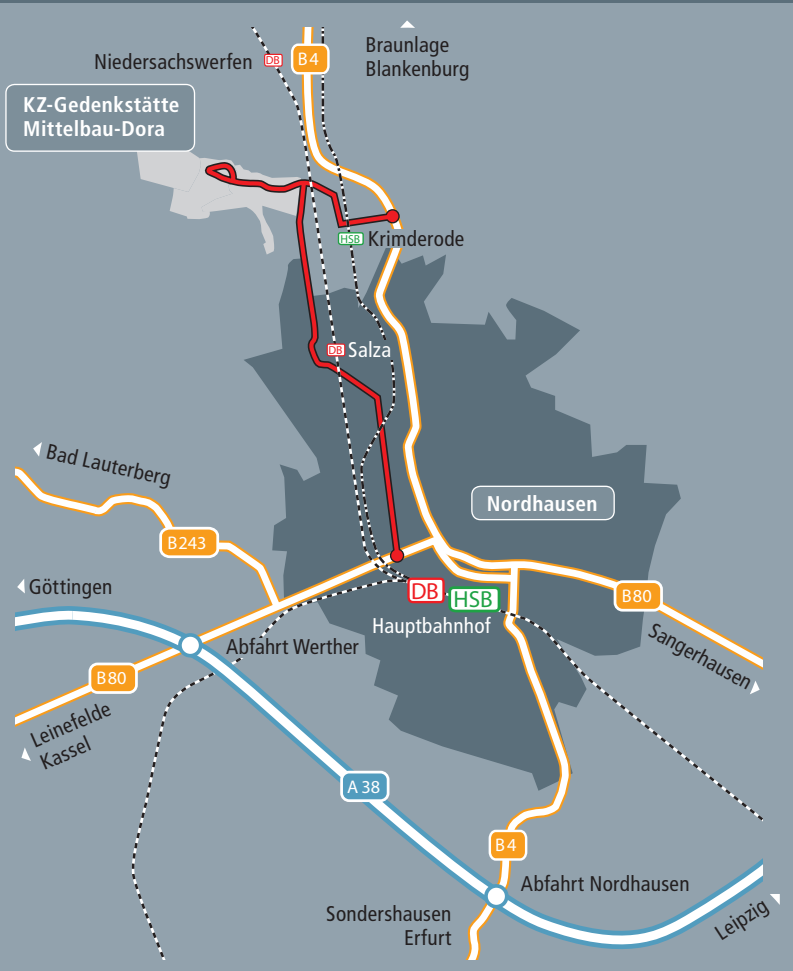 Braunlage
Blankenburg
Niedersachswerfen DB
B4
KZ-Gedenkstätte
Mittelbau-Dora
HSB Krimderode
DB Salza
Bad Lauterberg
Nordhausen
B243
Göttingen
DB HSB
Hauptbahnhof
B80
Sangerhausen
Abfahrt Werther
B80
Leinefelde
Kassel
A 38
B4
Abfahrt Nordhausen
Sondershausen
Erfurt
Leipzig